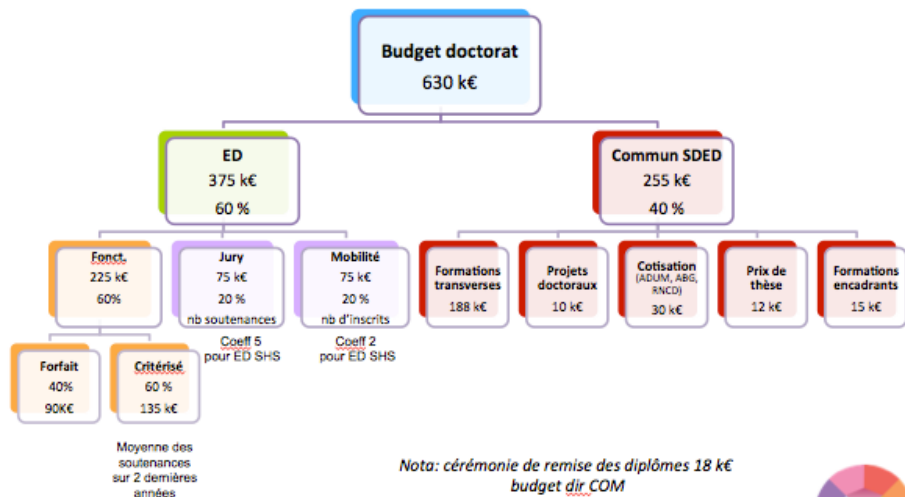 Budget doctorat
630 k€
ED
375 k€
60 %
Commun SDED
255 k€
40 %
Fonct.
225 k€
60%
Jury
75 k€
20 %
nb soutenances
Coeff 5
pour ED SHS
Mobilité
75 k€
20 %
nb d'inscrits
Coeff 2
pour ED SHS
Formations
transverses
188 k€
Projets
doctoraux
10 k€
Cotisation
(ADUM, ABG,
RNCD)
30 k€
Prix de
thèse
12 k€
Formations
encadrants
15 k€
Forfait
40%
90K€
Critérisé
60 %
135 k€
Moyenne des
soutenances
sur 2 dernières
années
Nota: cérémonie de remise des diplômes 18 k€
budget dir COM